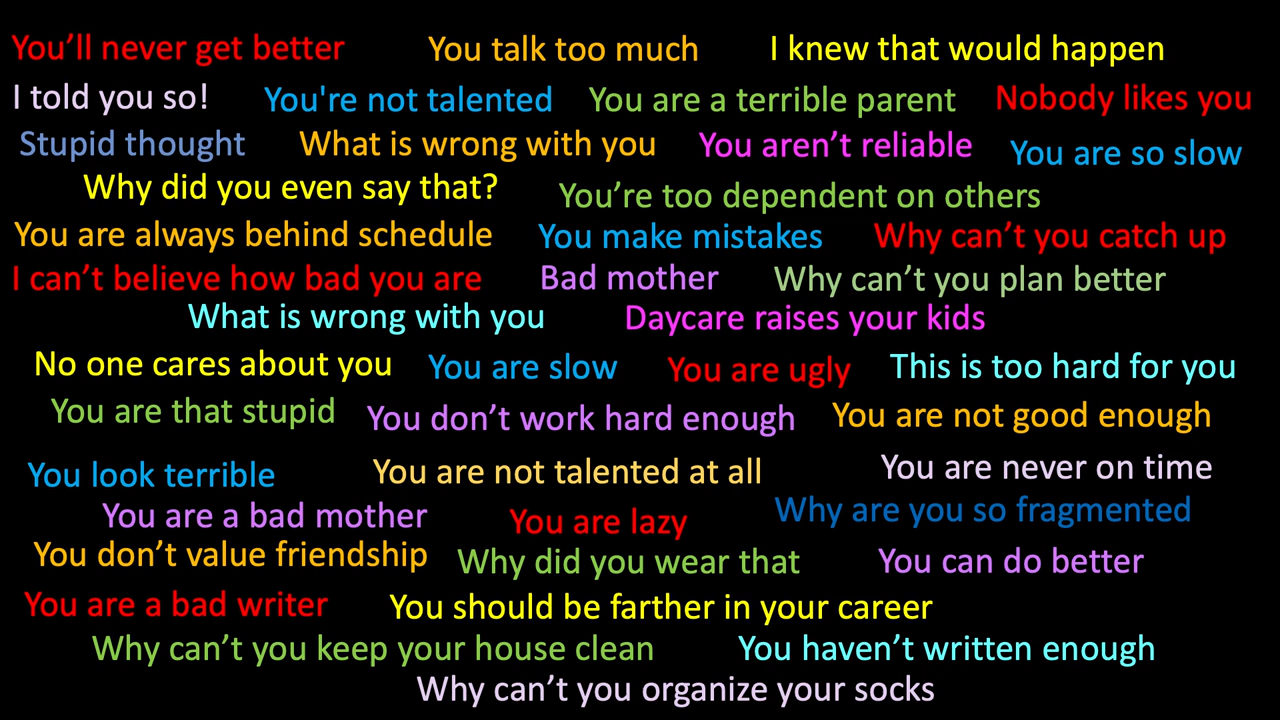 You’ll never get better You talk too much I knew that would happen
I told you so! You're not talented You are a terrible parent Nobody likes you
Stupid thought What is wrong with you You aren’t reliable You are so slow
Why did you even say that? You’re too dependent on others
You are always behind schedule You make mistakes Why can’t you catch up
I can’t believe how bad you are Bad mother Why can’t you plan better
What is wrong with you Daycare raises your kids
No one cares about you You are slow You are ugly This is too hard for you
You are that stupid You don’t work hard enough You are not good enough
You look terrible You are not talented at all You are never on time
You are a bad mother You are lazy Why are you so fragmented
You don’t value friendship Why did you wear that You can do better
You are a bad writer You should be farther in your career
Why can’t you keep your house clean You haven’t written enough
Why can’t you organize your socks